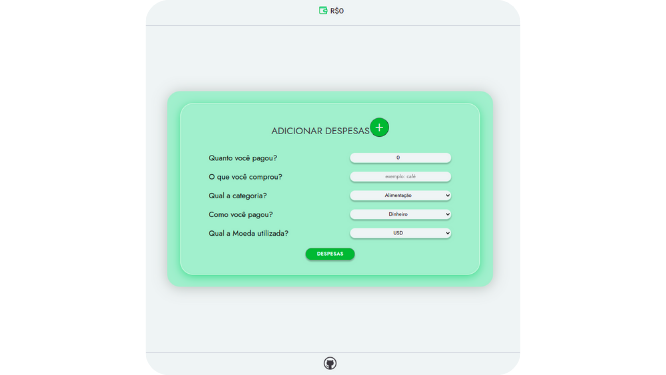 R$0
ADICIONAR DESPESAS
Quanto você pagou? 0
O que você comprou? exemplo: café
Qual a categoria? Alimentação
Como você pagou? Dinheiro
Qual a Moeda utilizada? USD
DESPESAS